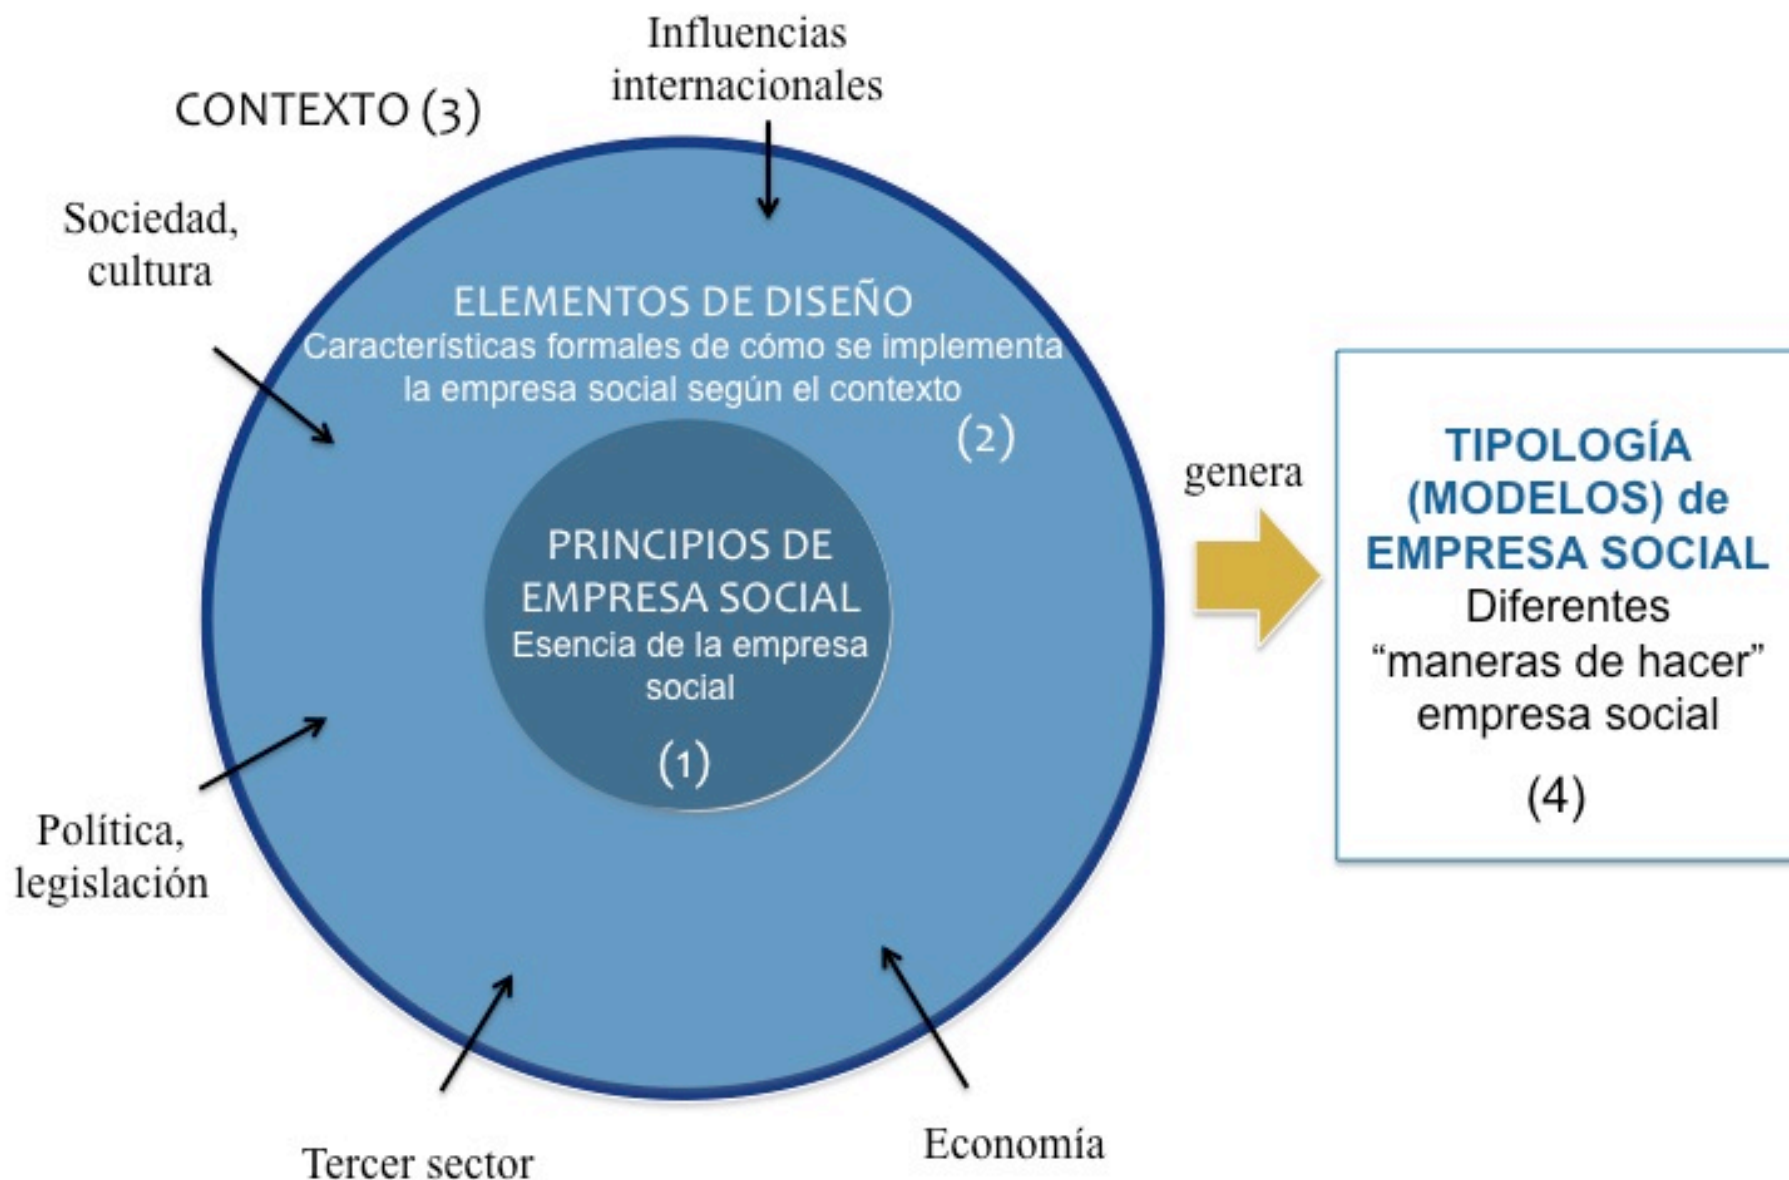 Influencias
internacionales
CONTEXTO (3)
Sociedad,
cultura
ELEMENTOS DE DISEÑO
Características formales de cómo se implementa
la empresa social según el contexto
(2)
PRINCIPIOS DE
EMPRESA SOCIAL
Esencia de la empresa
social
(1)
Política,
legislación
Tercer sector
Economía
genera
TIPOLOGÍA
(MODELOS) de
EMPRESA SOCIAL
Diferentes
“maneras de hacer”
empresa social
(4)